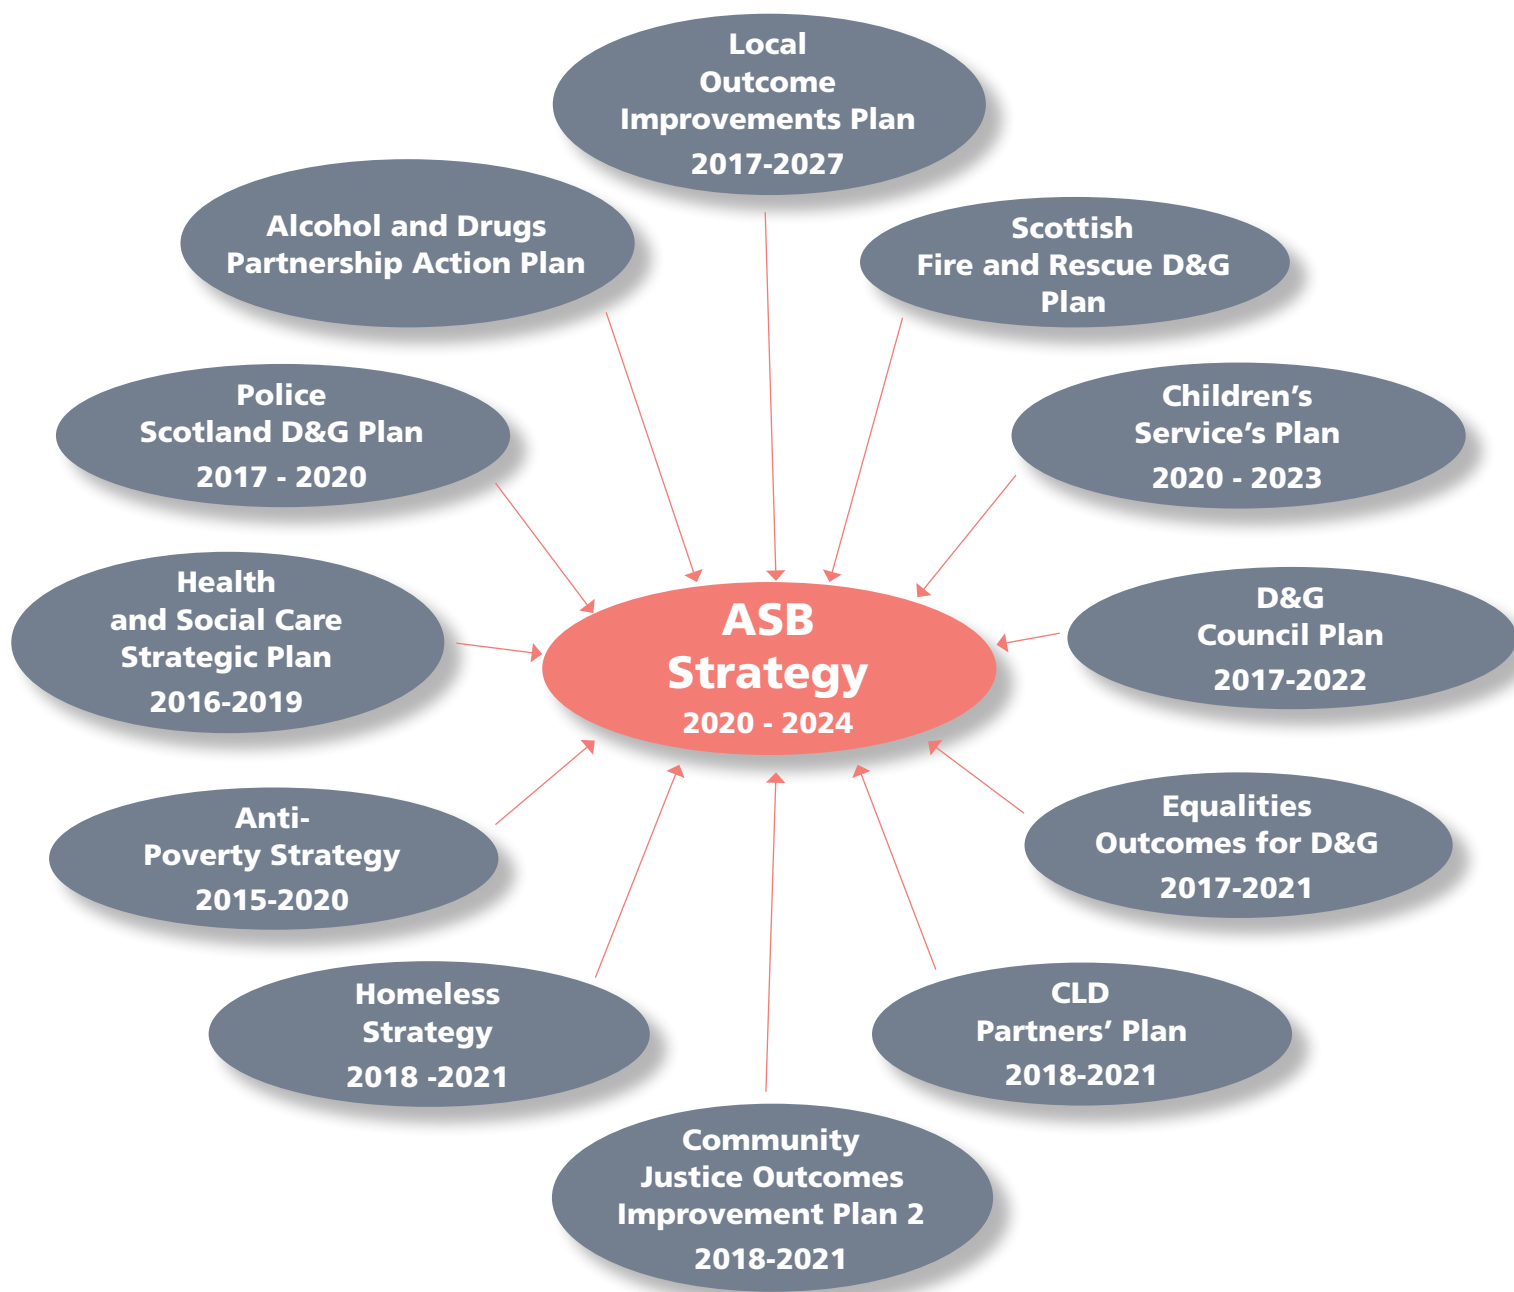 Local
Outcome
Improvements Plan
2017-2027
Alcohol and Drugs
Partnership Action Plan
Scottish
Fire and Rescue D&G
Plan
Police
Scotland D&G Plan
2017 - 2020
Children’s
Service’s Plan
2020 - 2023
Health
and Social Care
Strategic Plan
2016-2019
ASB
Strategy
2020 - 2024
D&G
Council Plan
2017-2022
Anti-
Poverty Strategy
2015-2020
Equalities
Outcomes for D&G
2017-2021
Homeless
Strategy
2018 -2021
CLD
Partners’ Plan
2018-2021
Community
Justice Outcomes
Improvement Plan 2
2018-2021